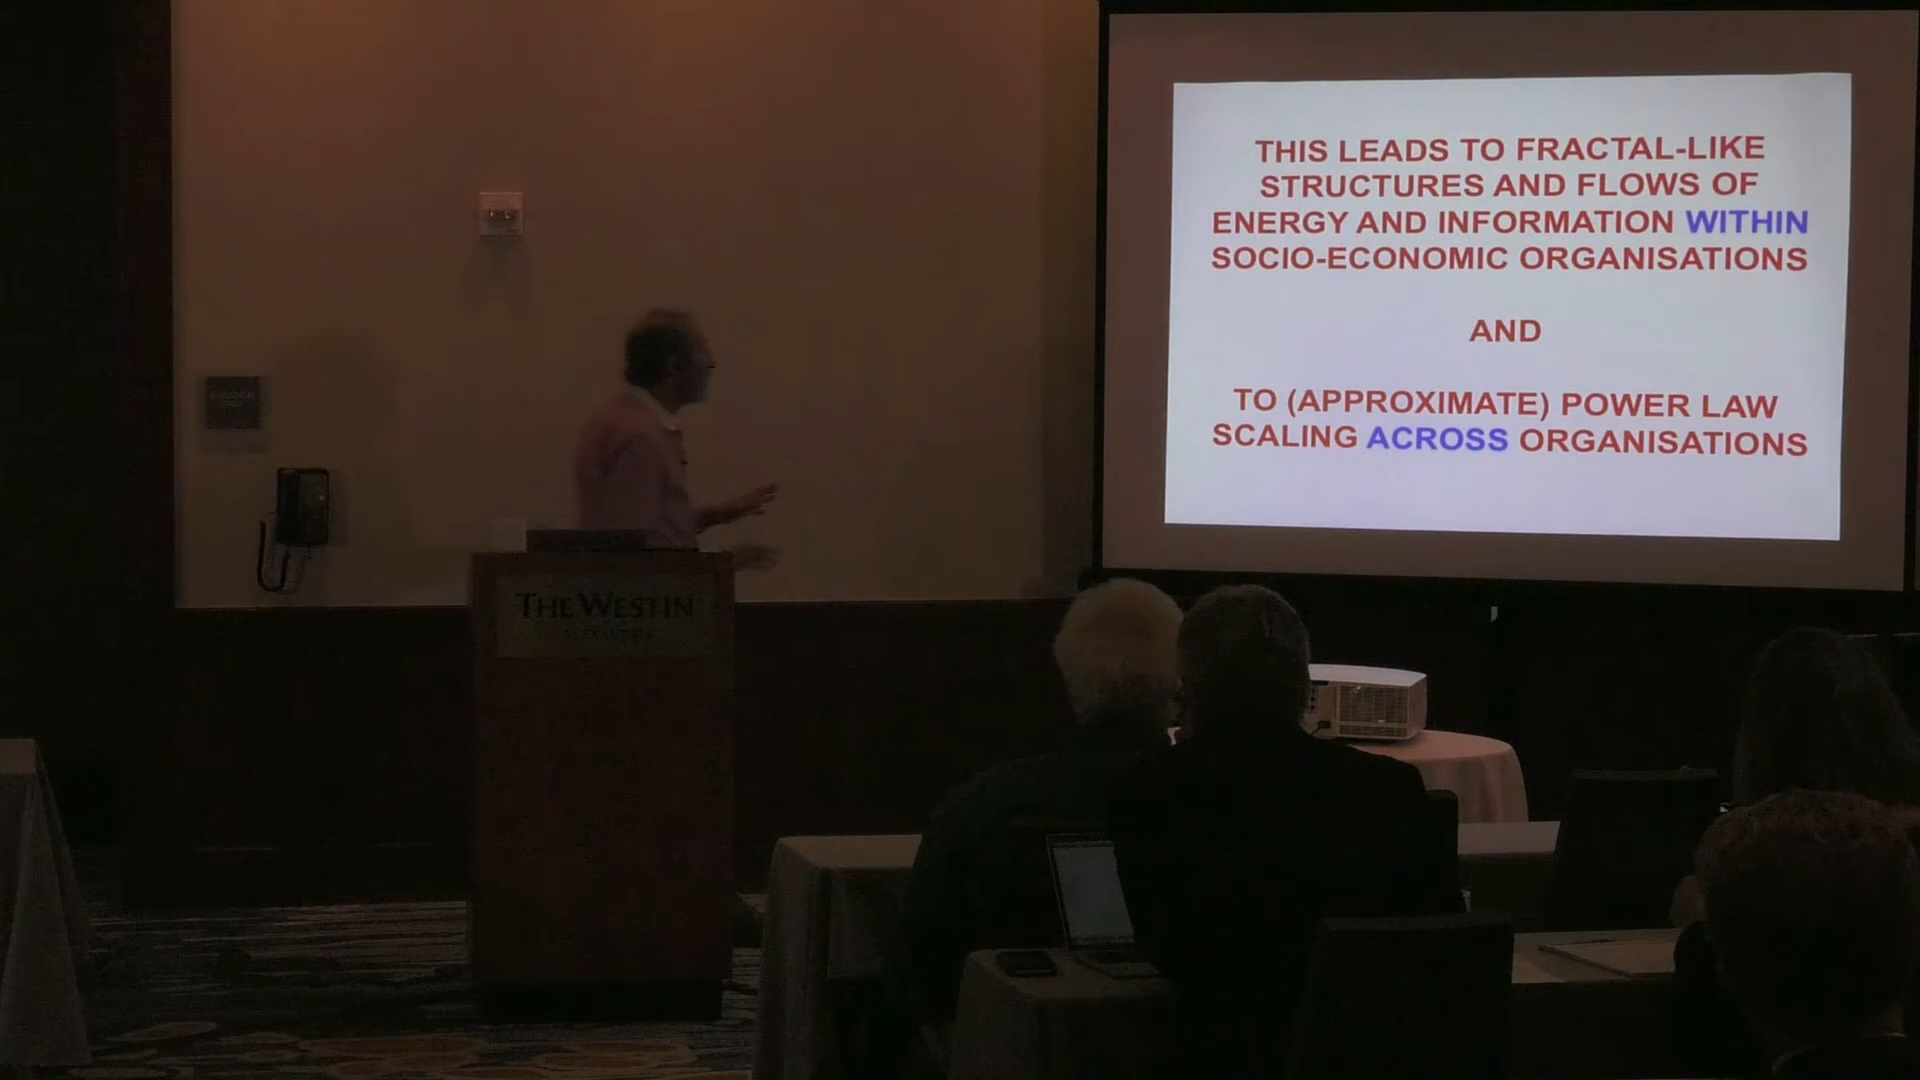 THIS LEADS TO FRACTAL-LIKE
STRUCTURES AND FLOWS OF
ENERGY AND INFORMATION WITHIN
SOCIO-ECONOMIC ORGANISATIONS
AND
TO (APPROXIMATE) POWER LAW
SCALING ACROSS ORGANISATIONS
THE WESTIN
ALEXANDRIA